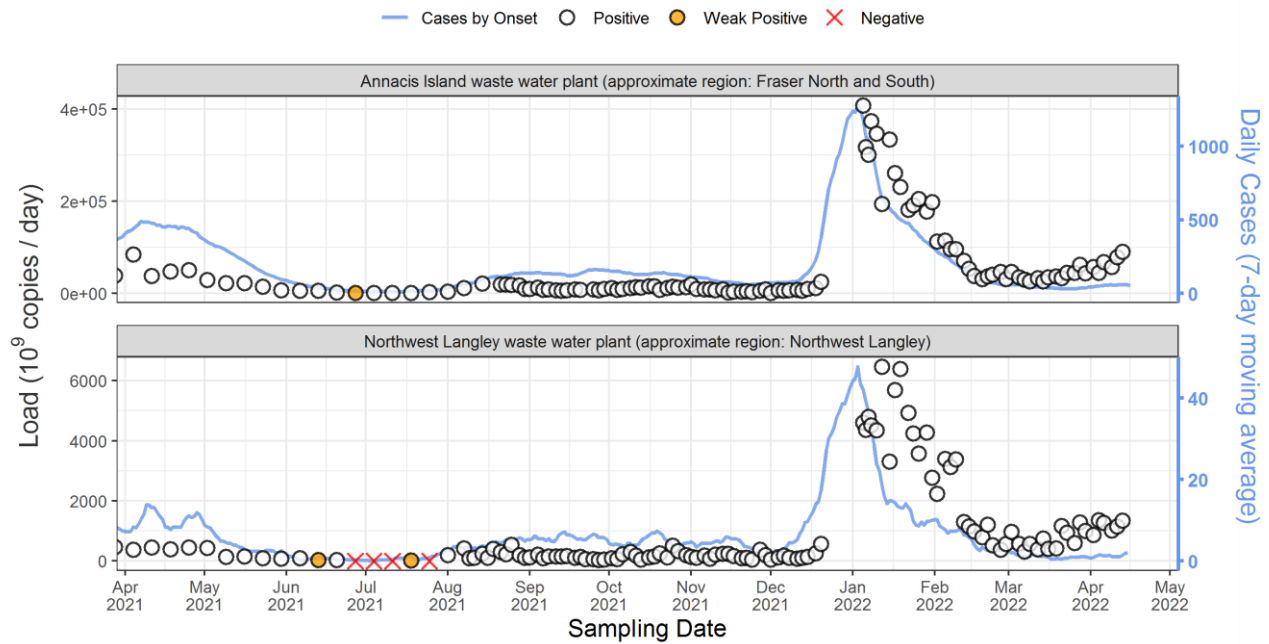 Cases by Onset Positive Weak Positive Negative
Annacis Island waste water plant (approximate region: Fraser North and South)
4e+05
2e+05
0e+00
1000
500
0
Northwest Langley waste water plant (approximate region: Northwest Langley)
6000
4000
2000
0
40
20
0
Load (10⁹ copies / day)
Daily Cases (7-day moving average)
Apr May Jun Jul Aug Sep Oct Nov Dec Jan Feb Mar Apr May
2021 2021 2021 2021 2021 2021 2021 2021 2021 2022 2022 2022 2022 2022
Sampling Date